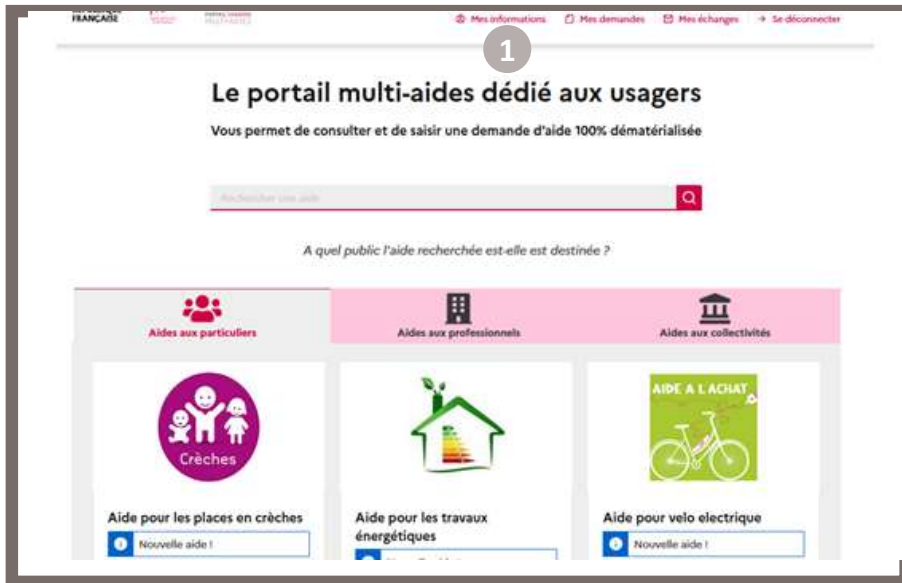 FRANÇAISE
Mes informations Mes demandes Mes échanges → Se déconnecter
1
Le portail multi-aides dédié aux usagers
Vous permet de consulter et de saisir une demande d'aide 100% dématérialisée
Rechercher une aide
A quel public l'aide recherchée est-elle est destinée ?
Aides aux particuliers
Aides aux professionnels
Aides aux collectivités
Crèches
AIDE A L ACHAT
Aide pour les places en crèches
Nouvelle aide !
Aide pour les travaux
énergétiques
Aide pour velo electrique
Nouvelle aide !